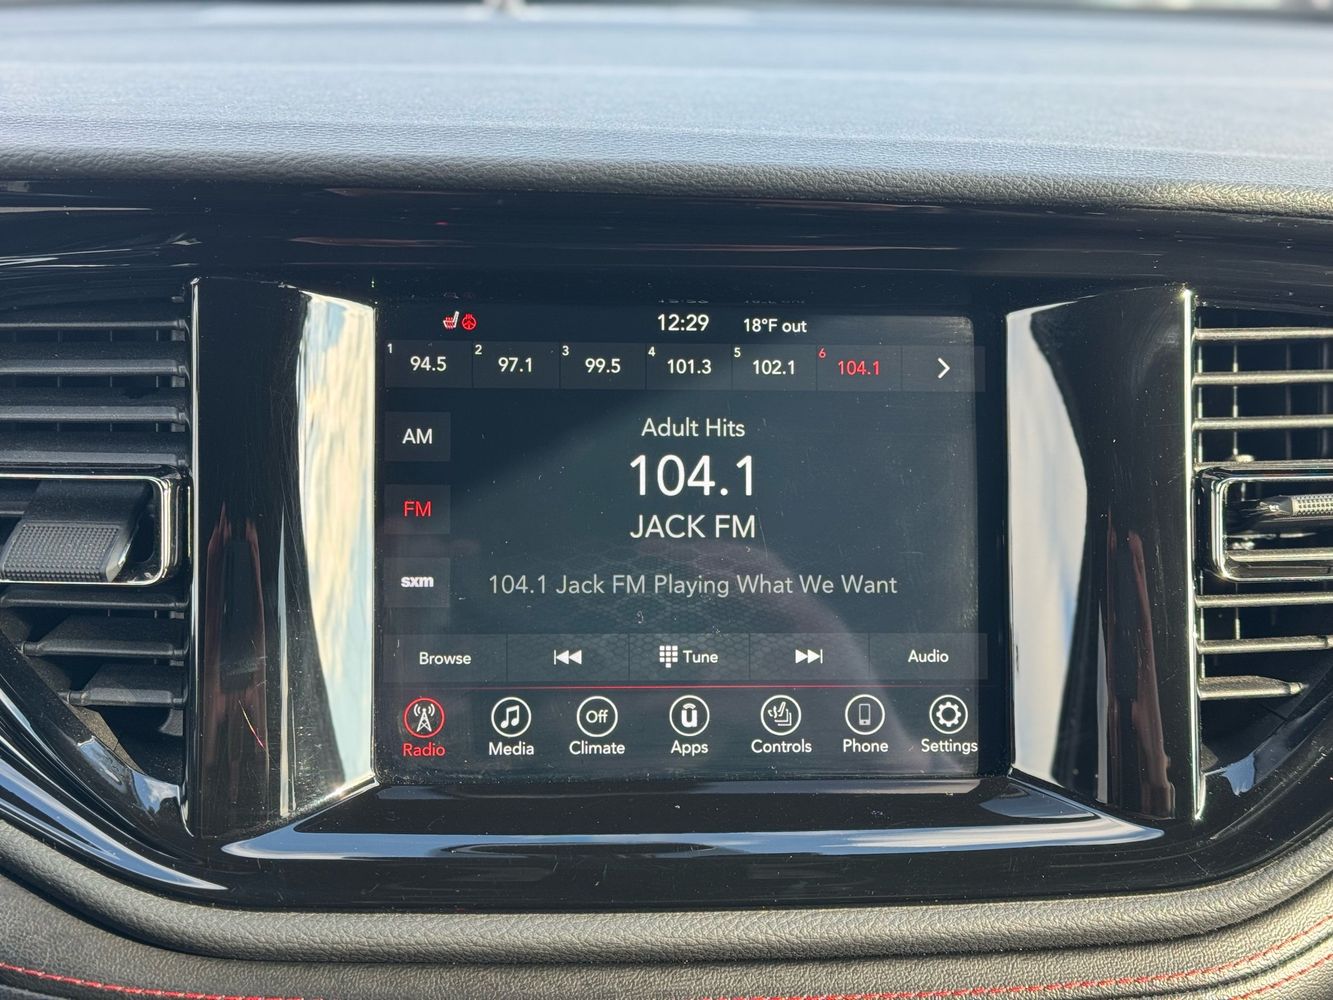 12:29 18°F out
1 94.5 2 97.1 3 99.5 4 101.3 5 102.1 6 104.1
AM
FM
sxm
Adult Hits
104.1
JACK FM
104.1 Jack FM Playing What We Want
Browse Tune Audio
Off
Radio Media Climate Apps Controls Phone Settings